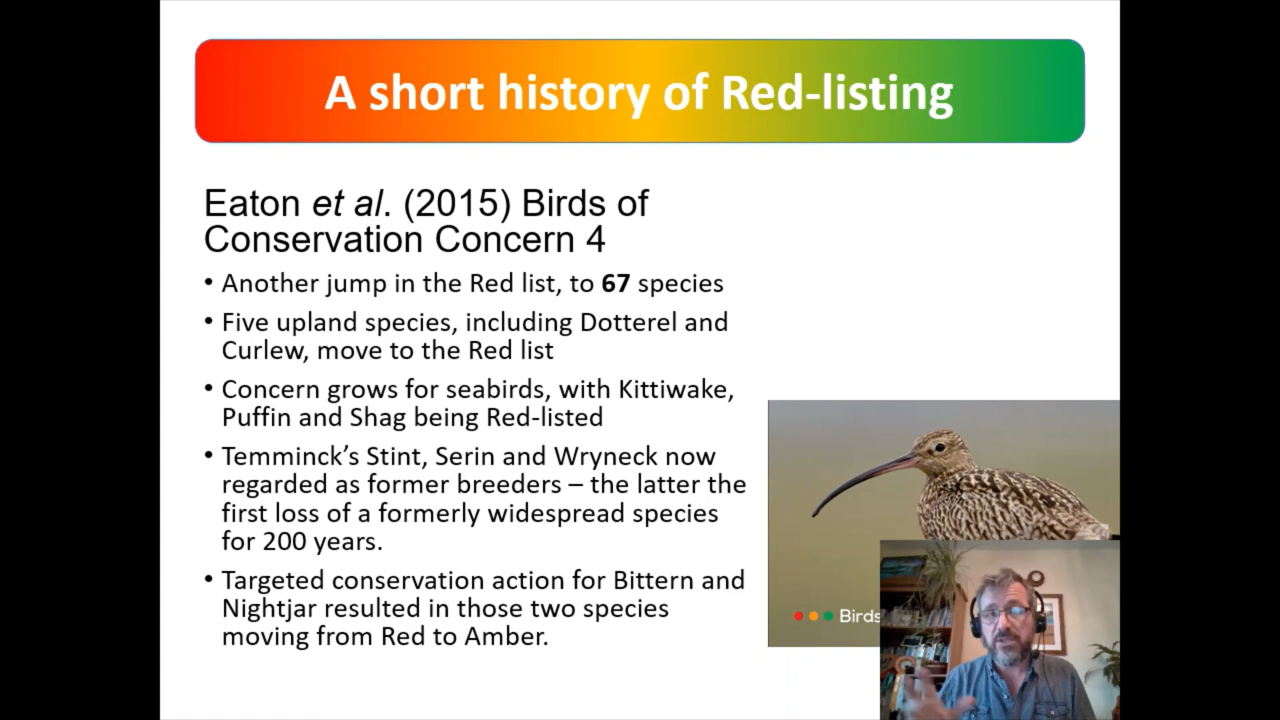 A short history of Red-listing
Eaton et al. (2015) Birds of
Conservation Concern 4
• Another jump in the Red list, to 67 species
• Five upland species, including Dotterel and
Curlew, move to the Red list
• Concern grows for seabirds, with Kittiwake,
Puffin and Shag being Red-listed
• Temminck’s Stint, Serin and Wryneck now
regarded as former breeders – the latter the
first loss of a formerly widespread species
for 200 years.
• Targeted conservation action for Bittern and
Nightjar resulted in those two species
moving from Red to Amber.
Birds